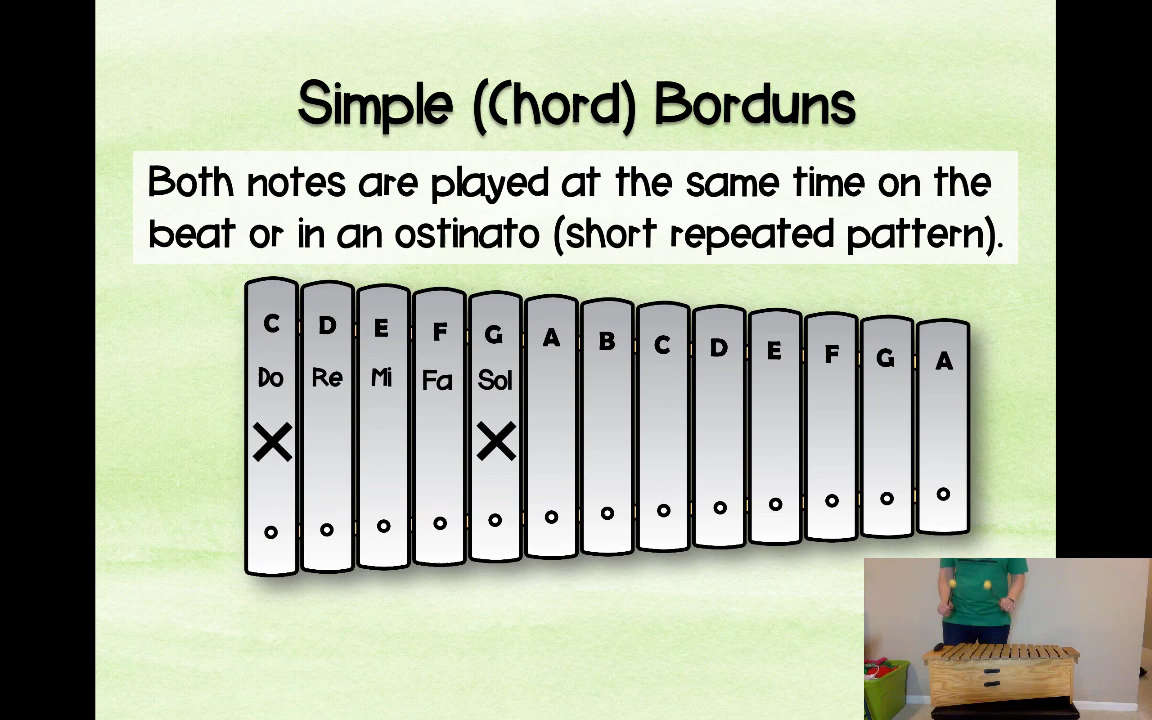 Simple (Chord) Borduns
Both notes are played at the same time on the
beat or in an ostinato (short repeated pattern).
C D E F G A B C D E F G A
Do Re Mi Fa Sol